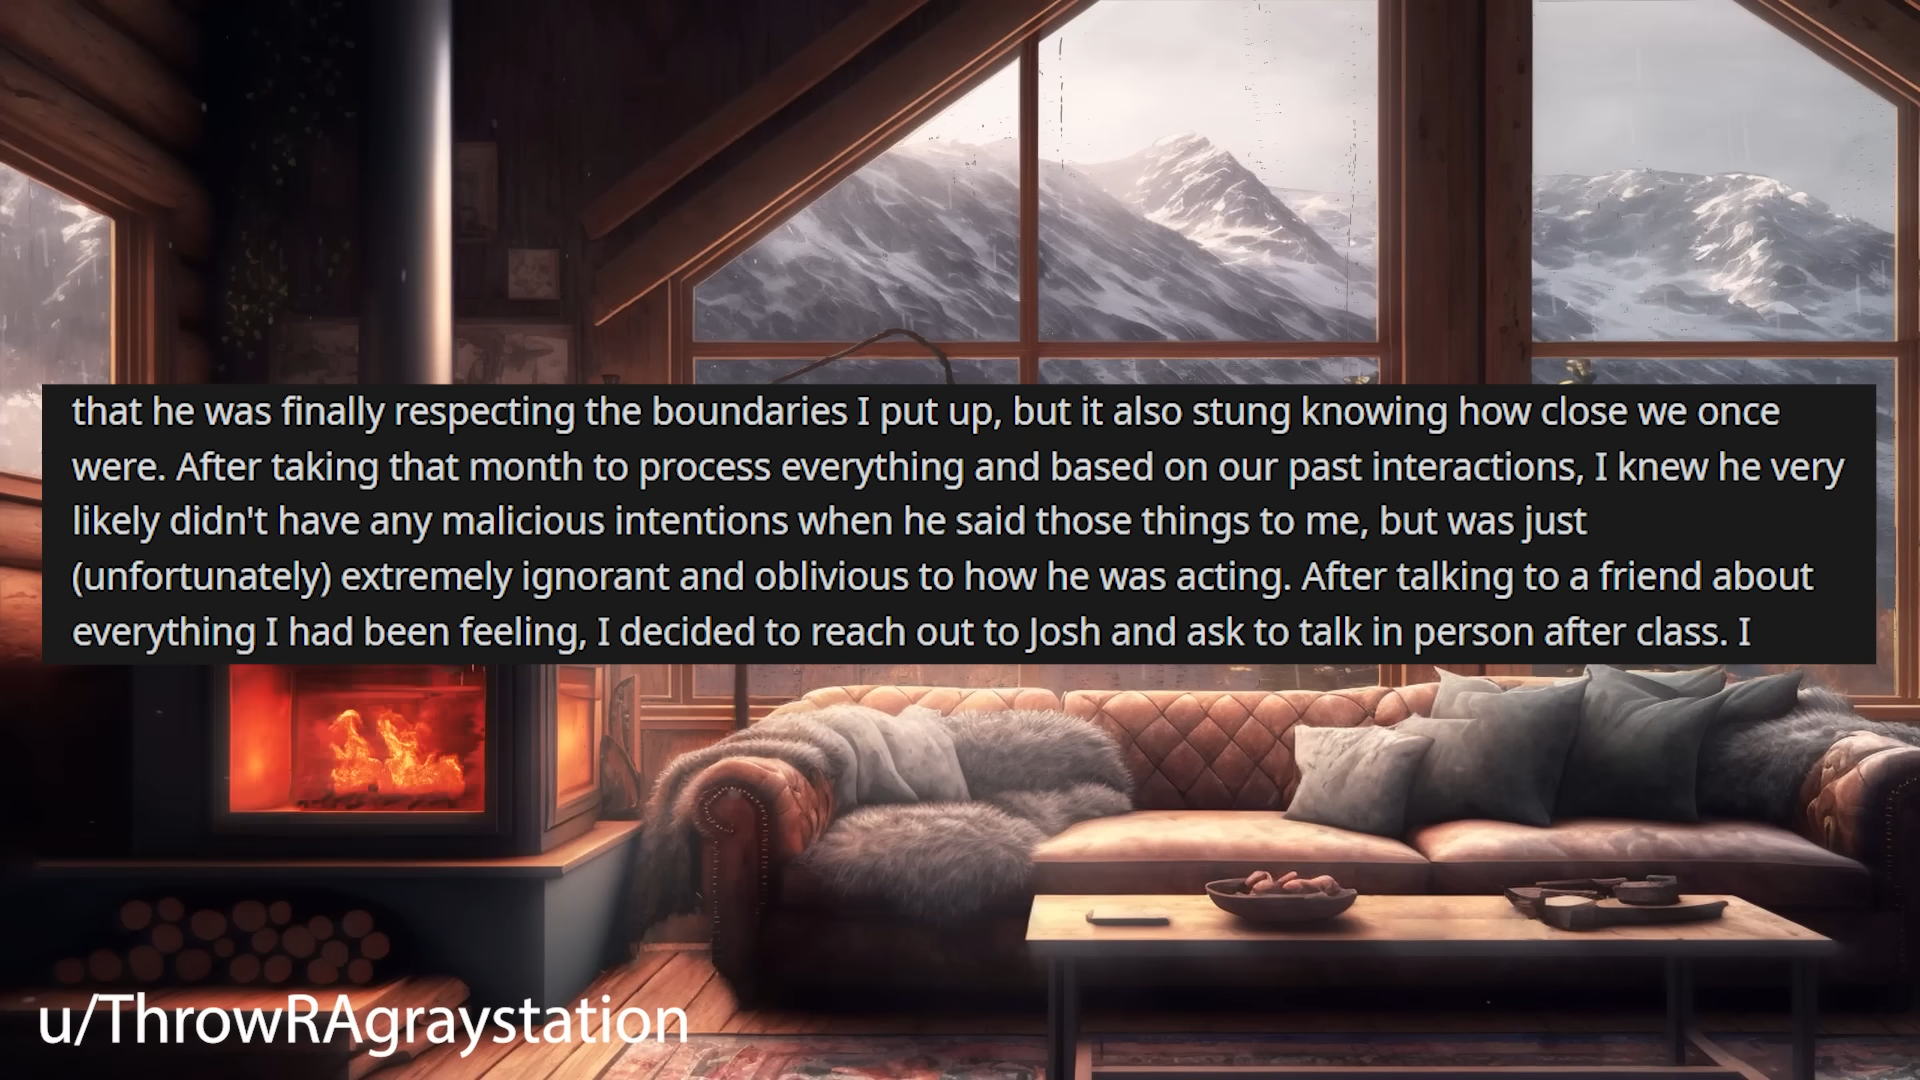 that he was finally respecting the boundaries I put up, but it also stung knowing how close we once
were. After taking that month to process everything and based on our past interactions, I knew he very
likely didn't have any malicious intentions when he said those things to me, but was just
(unfortunately) extremely ignorant and oblivious to how he was acting. After talking to a friend about
everything I had been feeling, I decided to reach out to Josh and ask to talk in person after class. I
u/ThrowRAgraystation